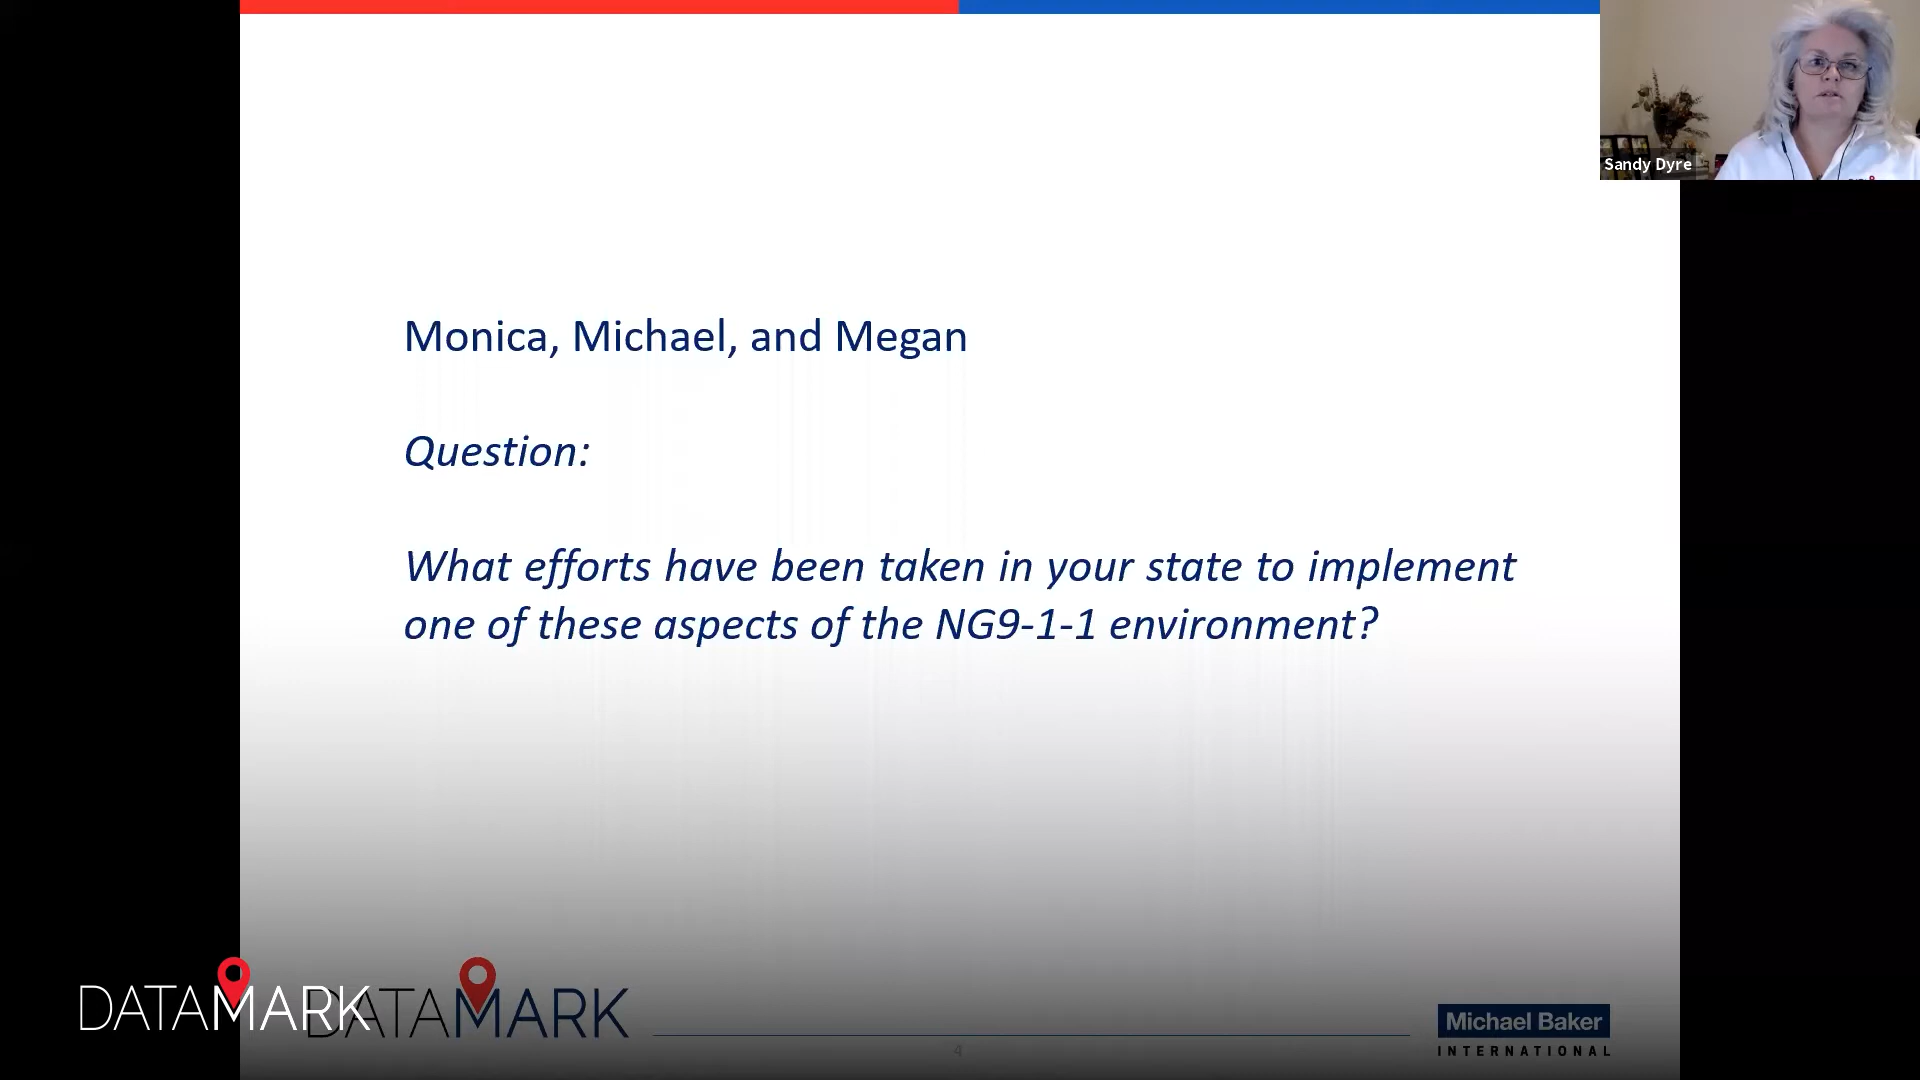 Sandy Dyre
Monica, Michael, and Megan
Question:
What efforts have been taken in your state to implement
one of these aspects of the NG9-1-1 environment?
DATAMARK
DATAMARK
4
Michael Baker
INTERNATIONAL